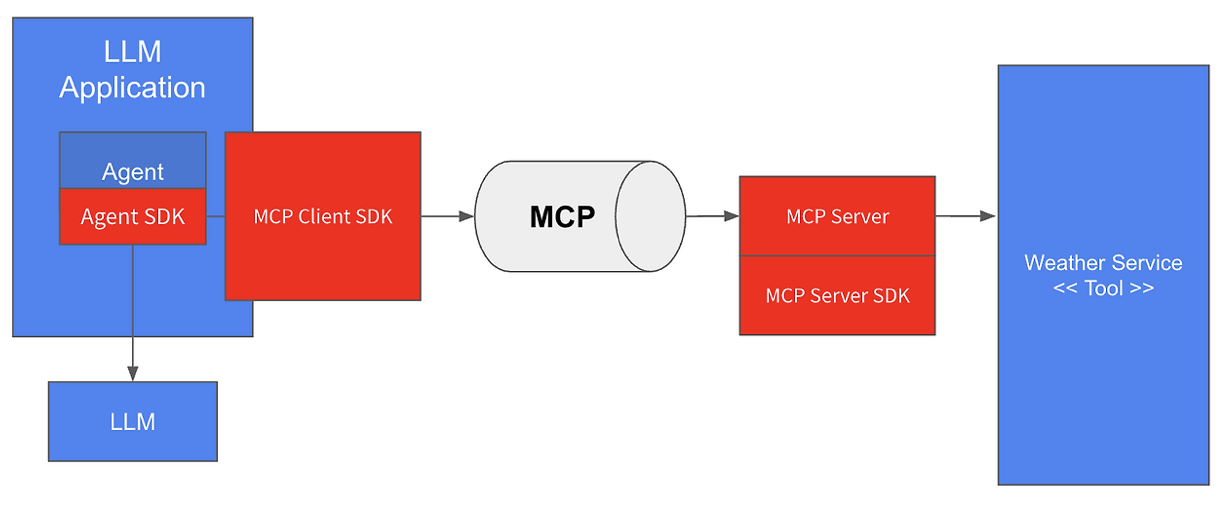 LLM
Application
Agent
Agent SDK
MCP Client SDK
MCP
MCP Server
MCP Server SDK
Weather Service
<< Tool >>
LLM